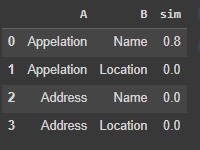 A B sim
0 Appelation Name 0.8
1 Appelation Location 0.0
2 Address Name 0.0
3 Address Location 0.0